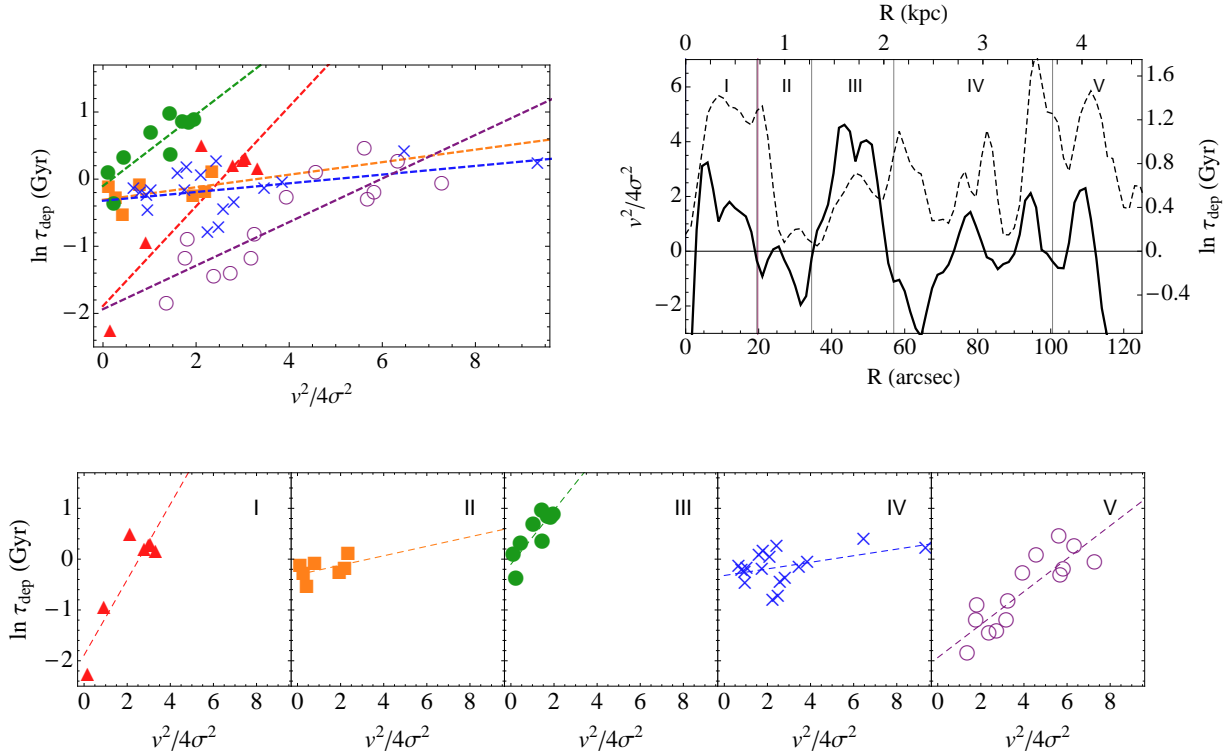 1
0
−1
−2
ln τdep (Gyr)
0 2 4 6 8
v²/4σ²
R (kpc)
0 1 2 3 4
6
4
2
0
−2
v²/4σ²
I II III IV V
1.6
1.2
0.8
0.4
0.
−0.4
ln τdep (Gyr)
0 20 40 60 80 100 120
R (arcsec)
1
0
−1
−2
ln τdep (Gyr)
I II III IV V
0 2 4 6 8 0 2 4 6 8 0 2 4 6 8 0 2 4 6 8 0 2 4 6 8
v²/4σ² v²/4σ² v²/4σ² v²/4σ² v²/4σ²